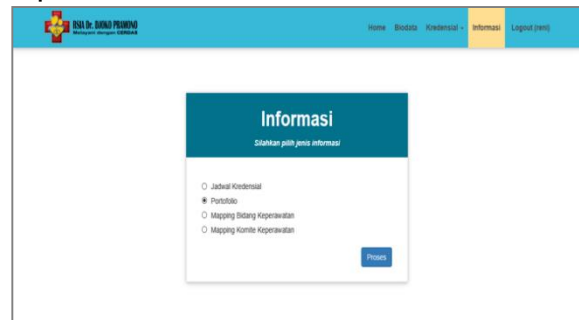 RSIA Dr. DJOKO PRAMONO
Melayani dengan CERDAS
Home Biodata Kredensial Informasi Logout (reni)
Informasi
Silahkan pilih jenis informasi
Jadwal Kredensial
Portofolio
Mapping Bidang Keperawatan
Mapping Komite Keperawatan
Proses